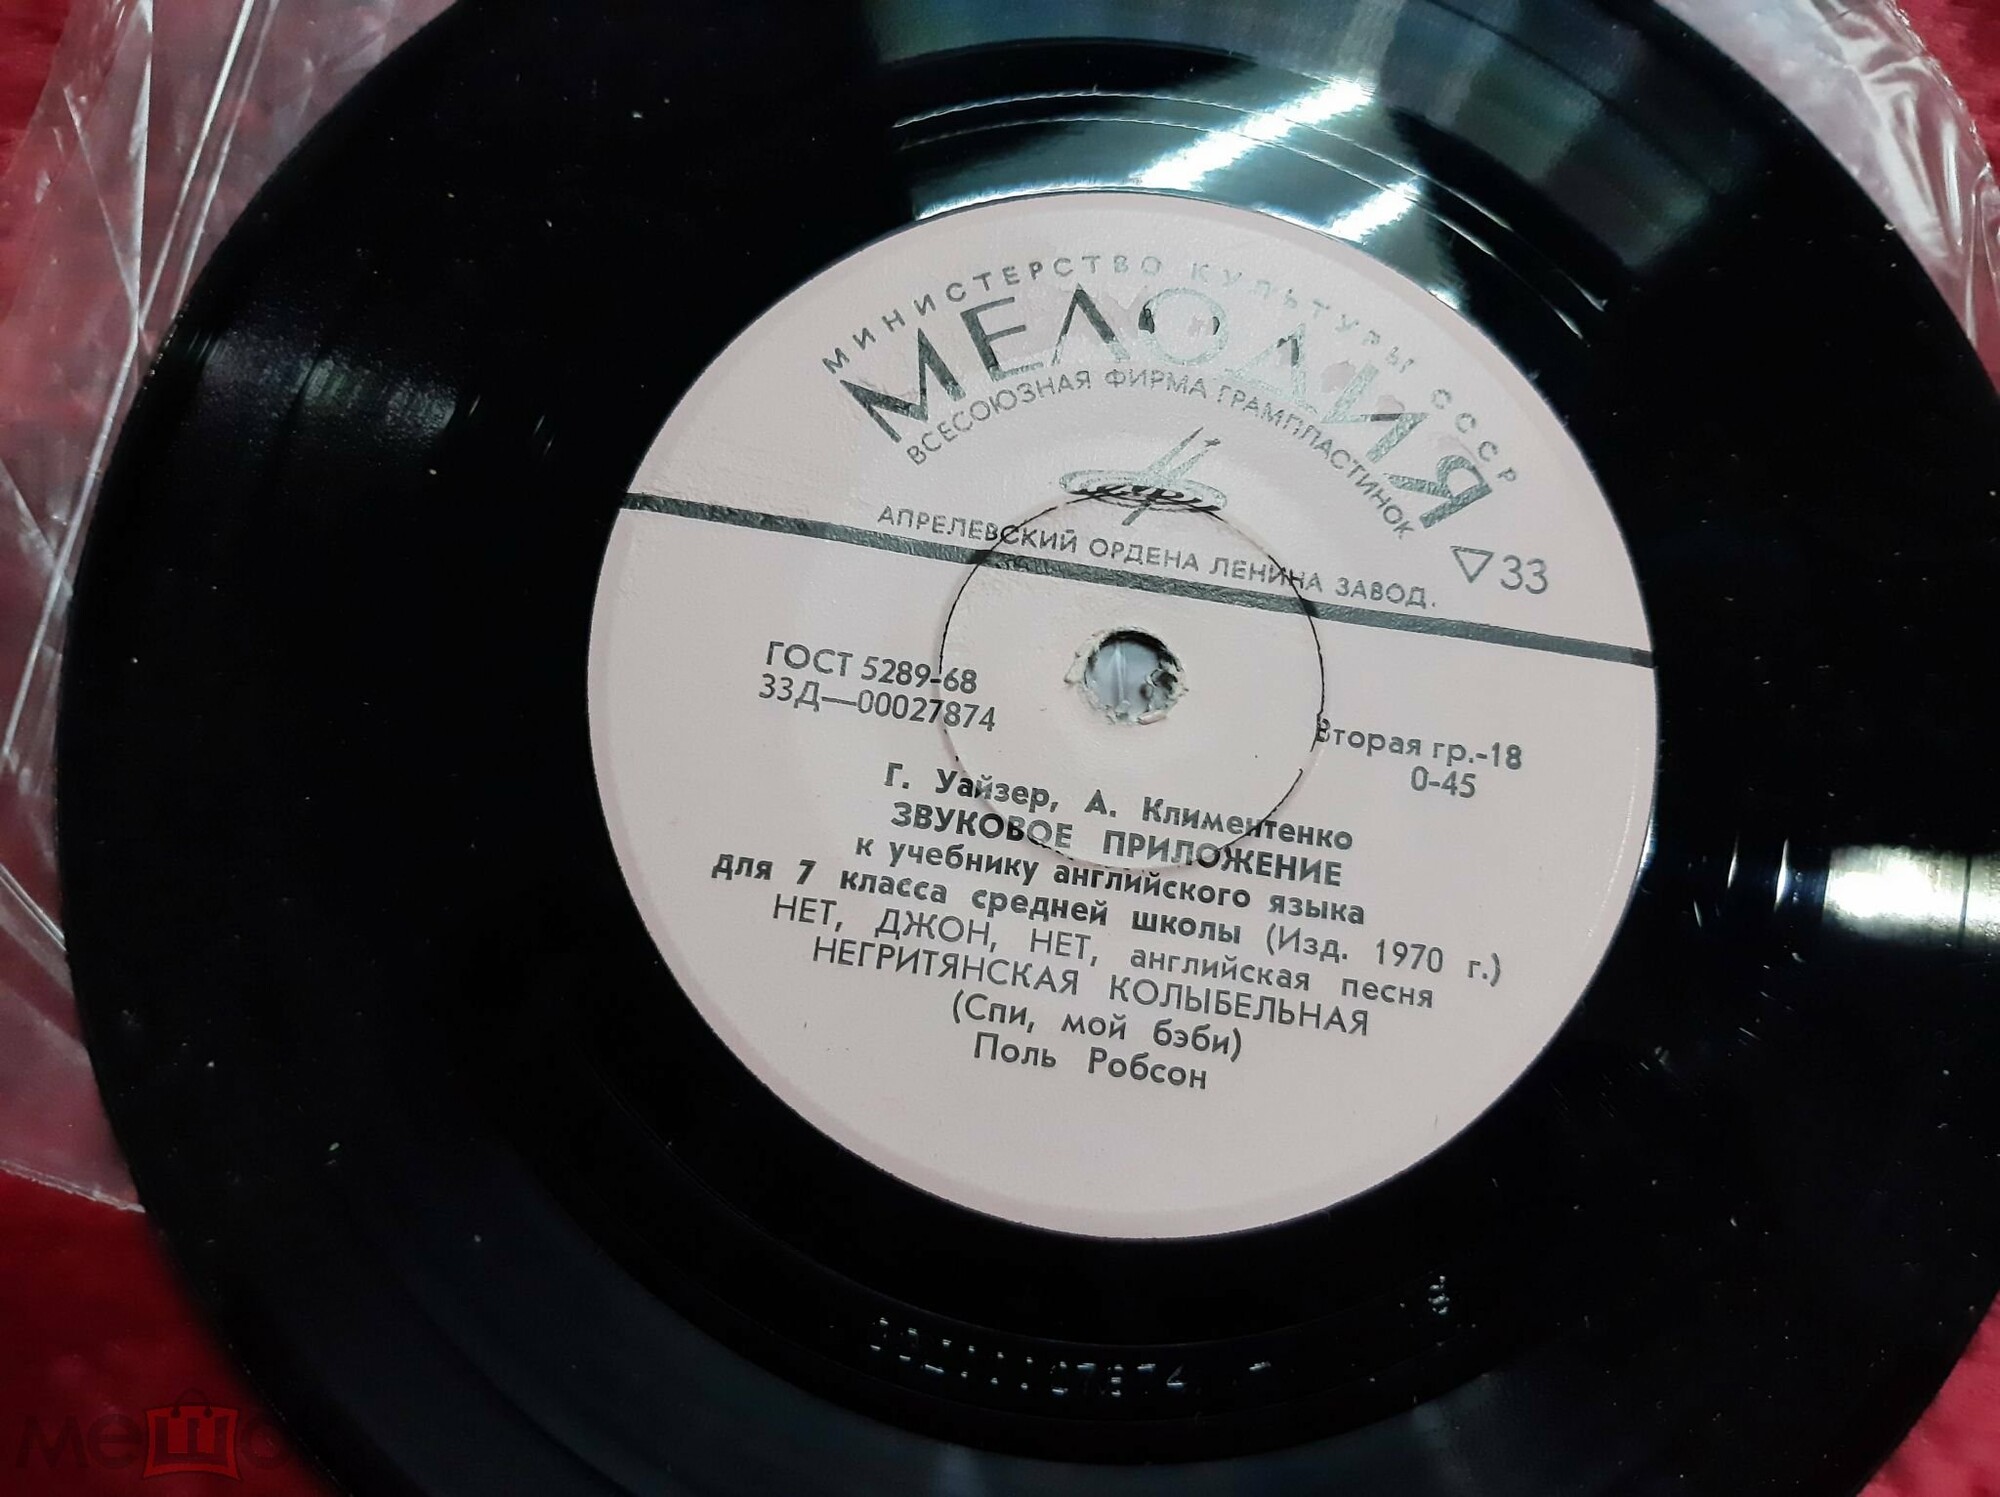 МИНИСТЕРСТВО КУЛЬТУРЫ СССР
МЕЛОДИЯ
ВСЕСОЮЗНАЯ ФИРМА ГРАМПЛАСТИНОК
АПРЕЛЕВСКИЙ ОРДЕНА ЛЕНИНА ЗАВОД.
33
ГОСТ 5289-68
33Д—00027874
Вторая гр.-18
0-45
Г. Уайзер, А. Климентенко
ЗВУКОВОЕ ПРИЛОЖЕНИЕ
к учебнику английского языка
для 7 класса средней школы (Изд. 1970 г.)
НЕТ, ДЖОН, НЕТ, английская песня
НЕГРИТЯНСКАЯ КОЛЫБЕЛЬНАЯ
(Спи, мой бэби)
Поль Робсон